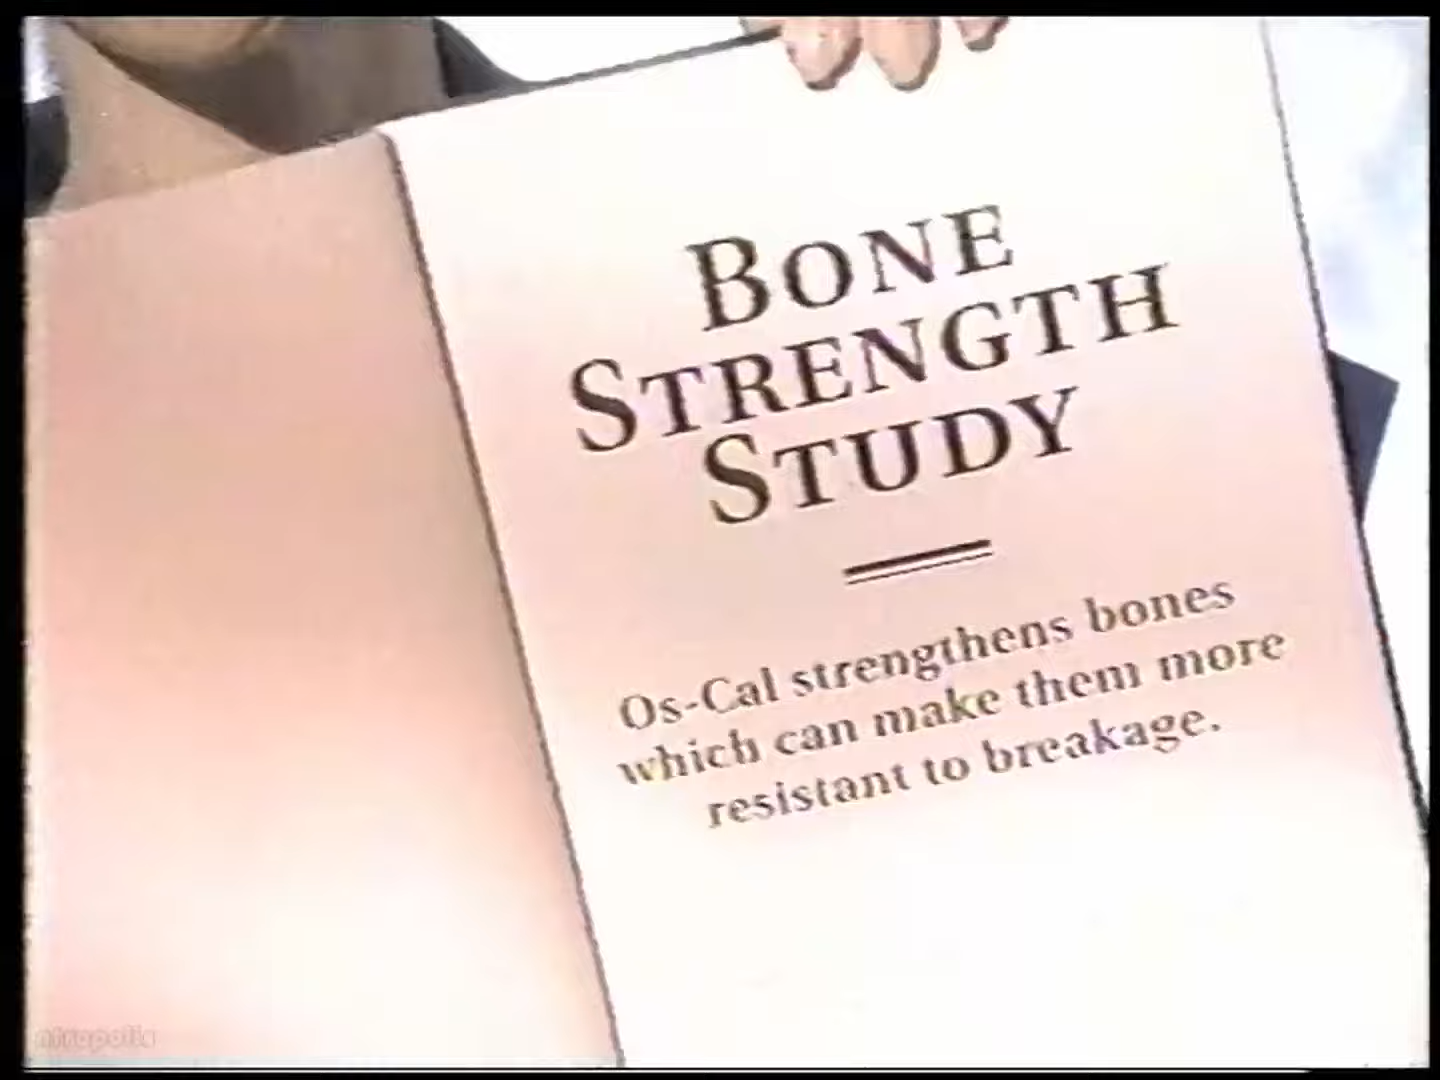 BONE
STRENGTH
STUDY
Os-Cal strengthens bones
which can make them more
resistant to breakage.